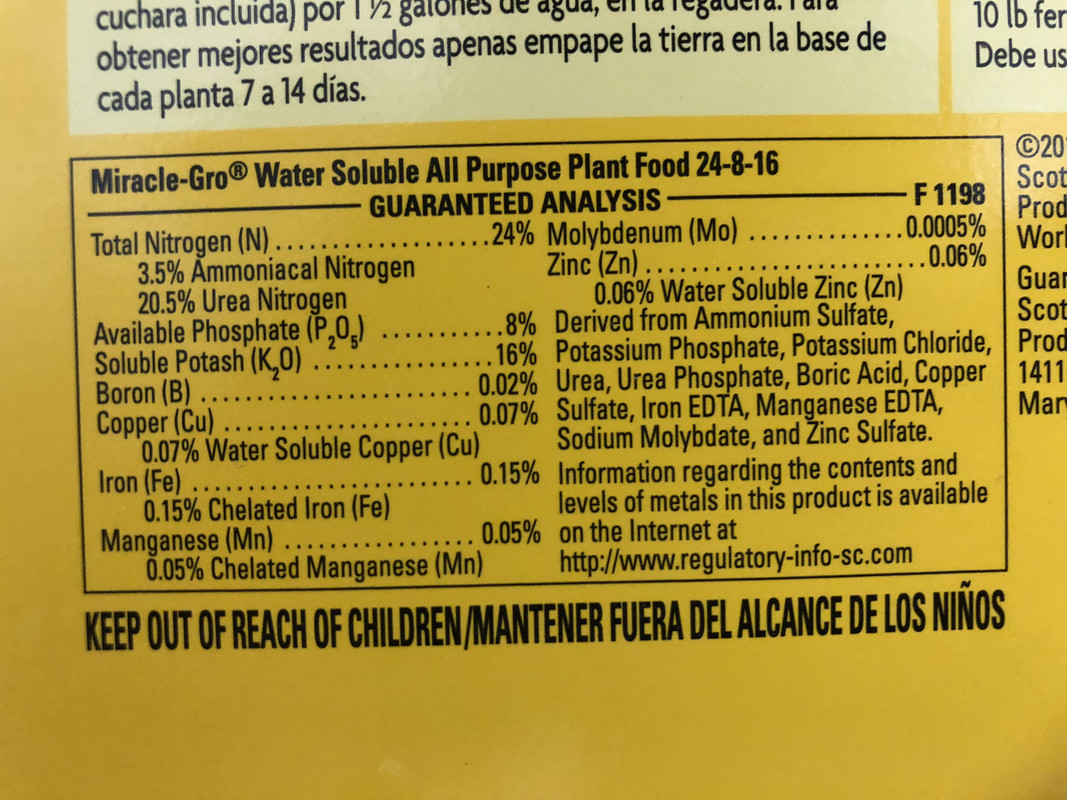 cuchara incluida) por 1 ½ galones de agua, en la regadera. Para
obtener mejores resultados apenas empape la tierra en la base de
cada planta 7 a 14 días.
10 lb fer
Debe us
Miracle-Gro® Water Soluble All Purpose Plant Food 24-8-16
GUARANTEED ANALYSIS F 1198
Total Nitrogen (N) . . . . . . . . . . . . . . . . . . . 24%
3.5% Ammoniacal Nitrogen
20.5% Urea Nitrogen
Available Phosphate (P₂O₅) . . . . . . . . . . . 8%
Soluble Potash (K₂O) . . . . . . . . . . . . . . . . 16%
Boron (B) . . . . . . . . . . . . . . . . . . . . . . . . 0.02%
Copper (Cu) . . . . . . . . . . . . . . . . . . . . . . 0.07%
0.07% Water Soluble Copper (Cu)
Iron (Fe) . . . . . . . . . . . . . . . . . . . . . . . . . 0.15%
0.15% Chelated Iron (Fe)
Manganese (Mn) . . . . . . . . . . . . . . . . . 0.05%
0.05% Chelated Manganese (Mn)
Molybdenum (Mo) . . . . . . . . . . . . . 0.0005%
Zinc (Zn) . . . . . . . . . . . . . . . . . . . . . . . . 0.06%
0.06% Water Soluble Zinc (Zn)
Derived from Ammonium Sulfate,
Potassium Phosphate, Potassium Chloride,
Urea, Urea Phosphate, Boric Acid, Copper
Sulfate, Iron EDTA, Manganese EDTA,
Sodium Molybdate, and Zinc Sulfate.
Information regarding the contents and
levels of metals in this product is available
on the Internet at
http://www.regulatory-info-sc.com
©20
Scot
Prod
Worl
Guar
Scot
Prod
1411
Mary
KEEP OUT OF REACH OF CHILDREN/MANTENER FUERA DEL ALCANCE DE LOS NIÑOS